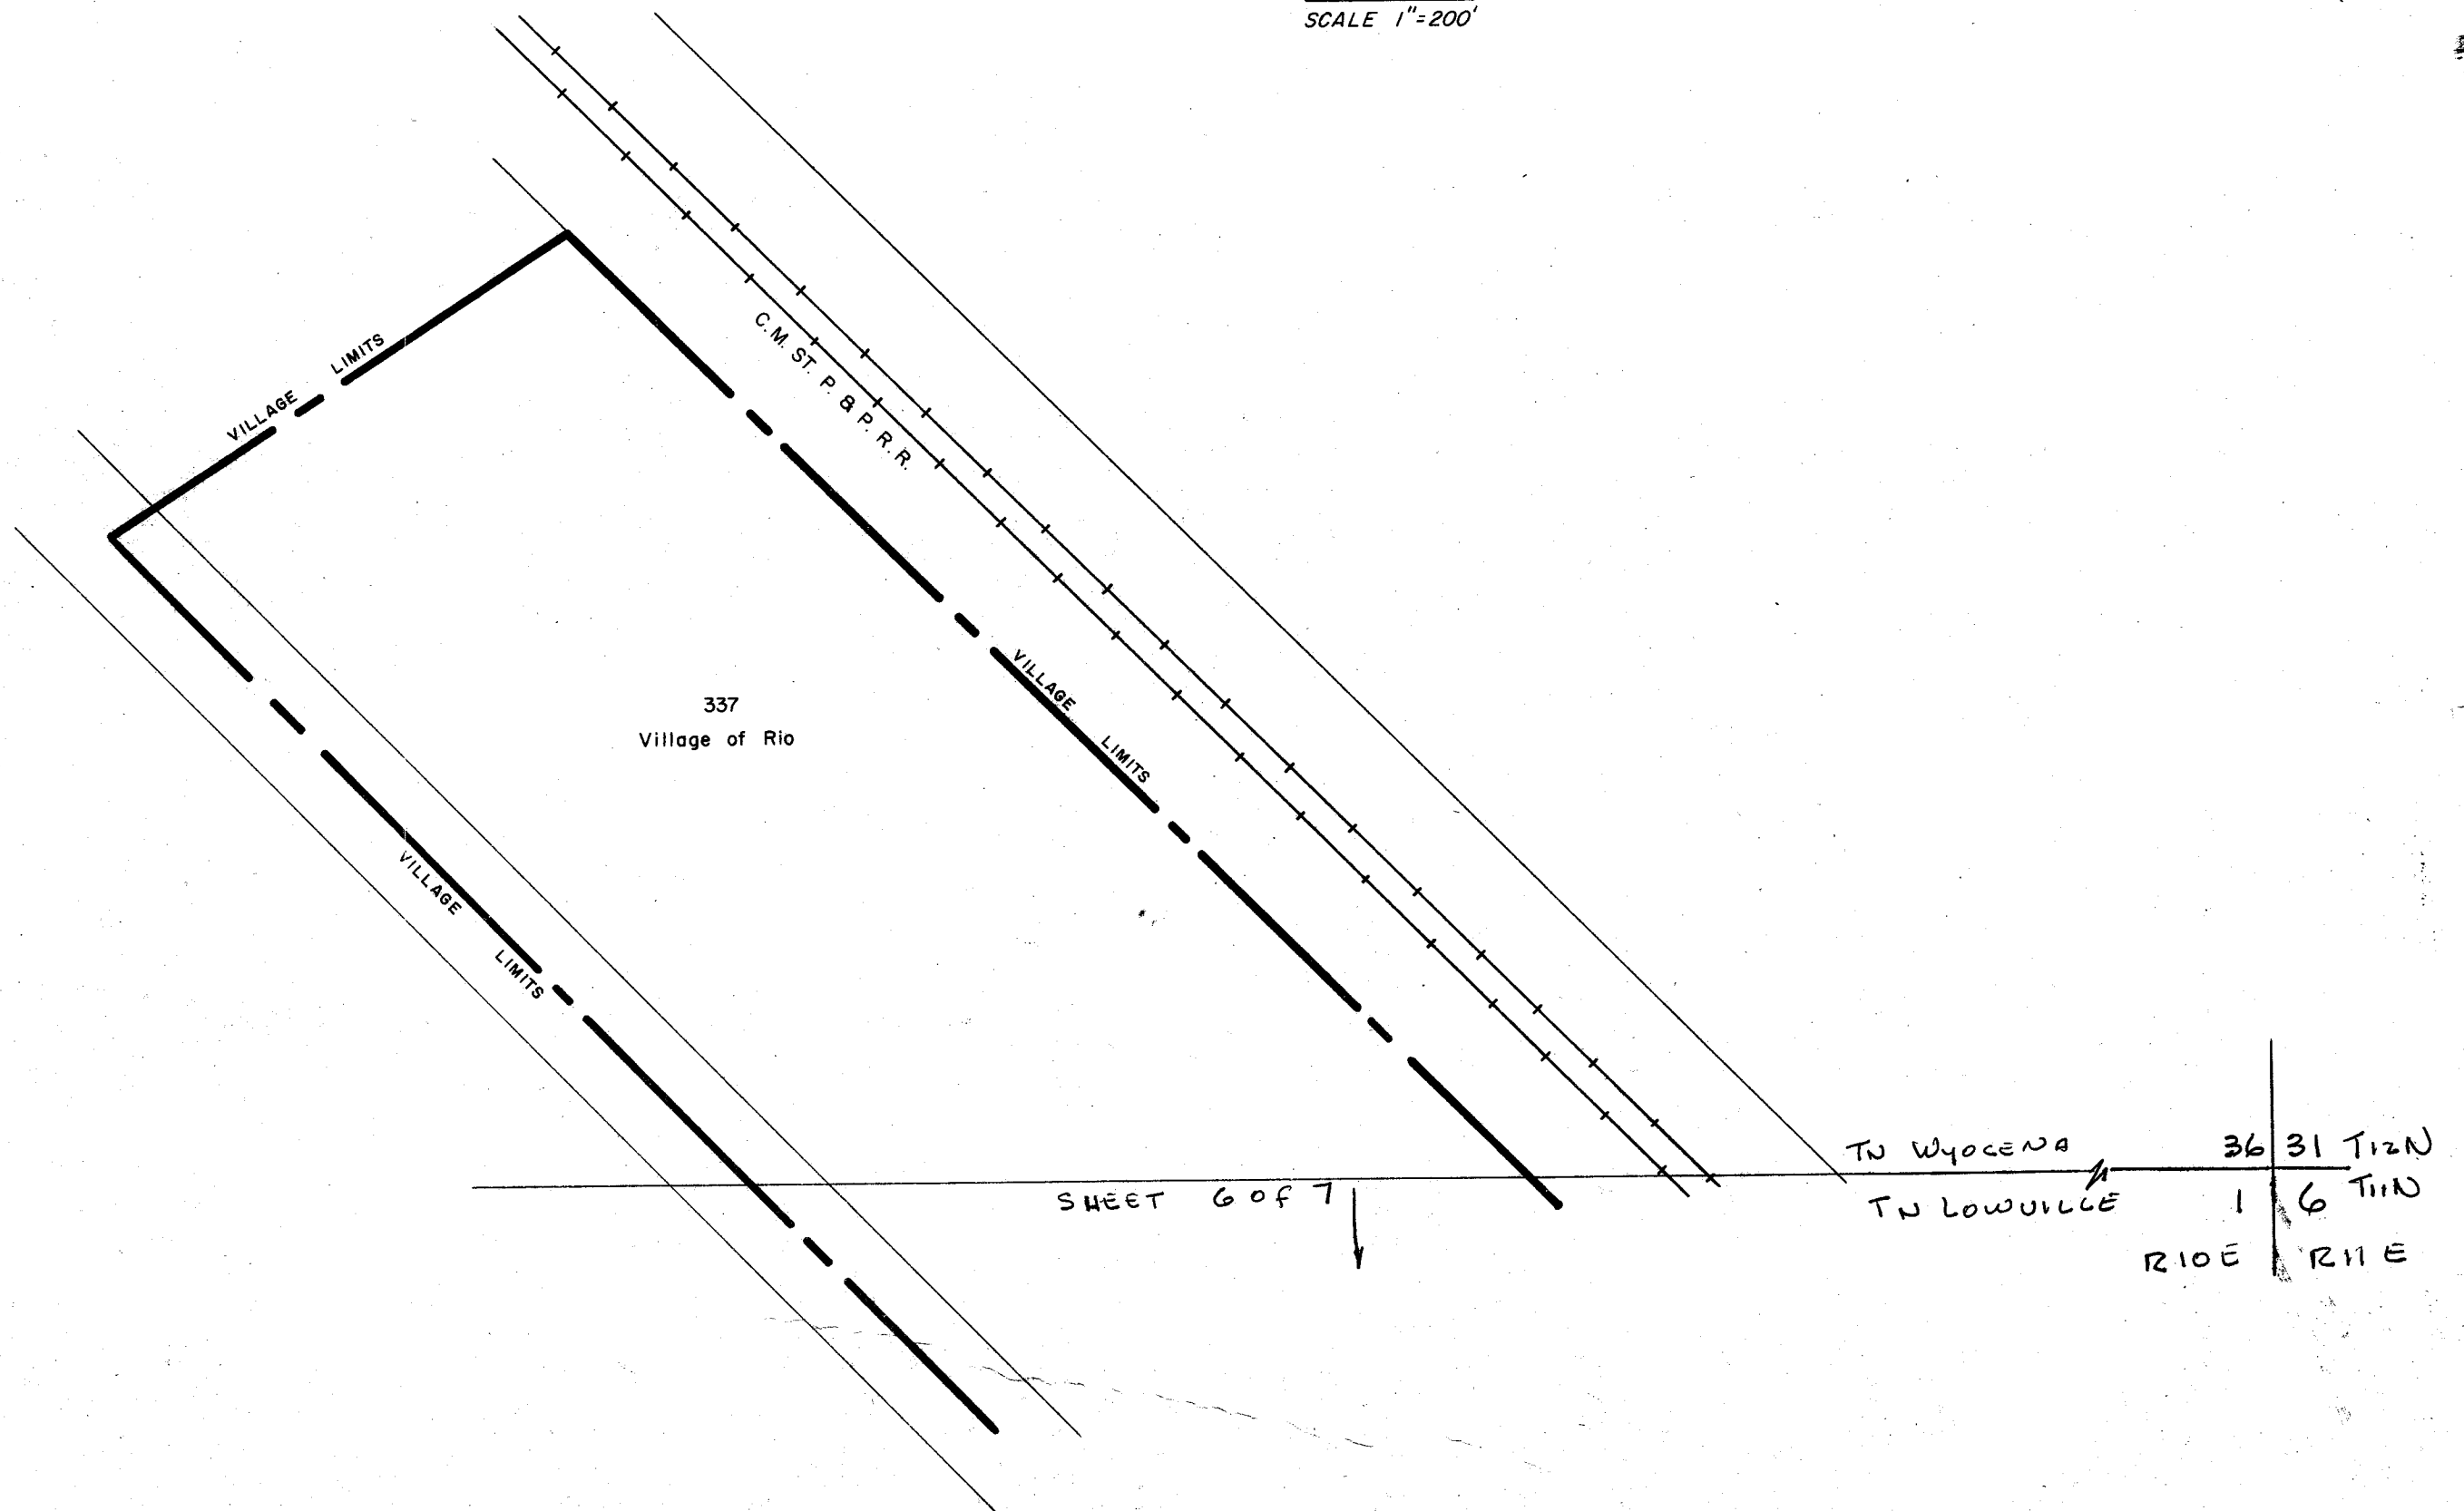 SCALE 1"=200'
C.M. ST. P. & P. R. R.
VILLAGE LIMITS
337
Village of Rio
VILLAGE LIMITS
VILLAGE LIMITS
TN WYOCENA
36 31 T12N
SHEET 6 of 7
TN LOWVILLE
1 6 T11N
R10E R11E